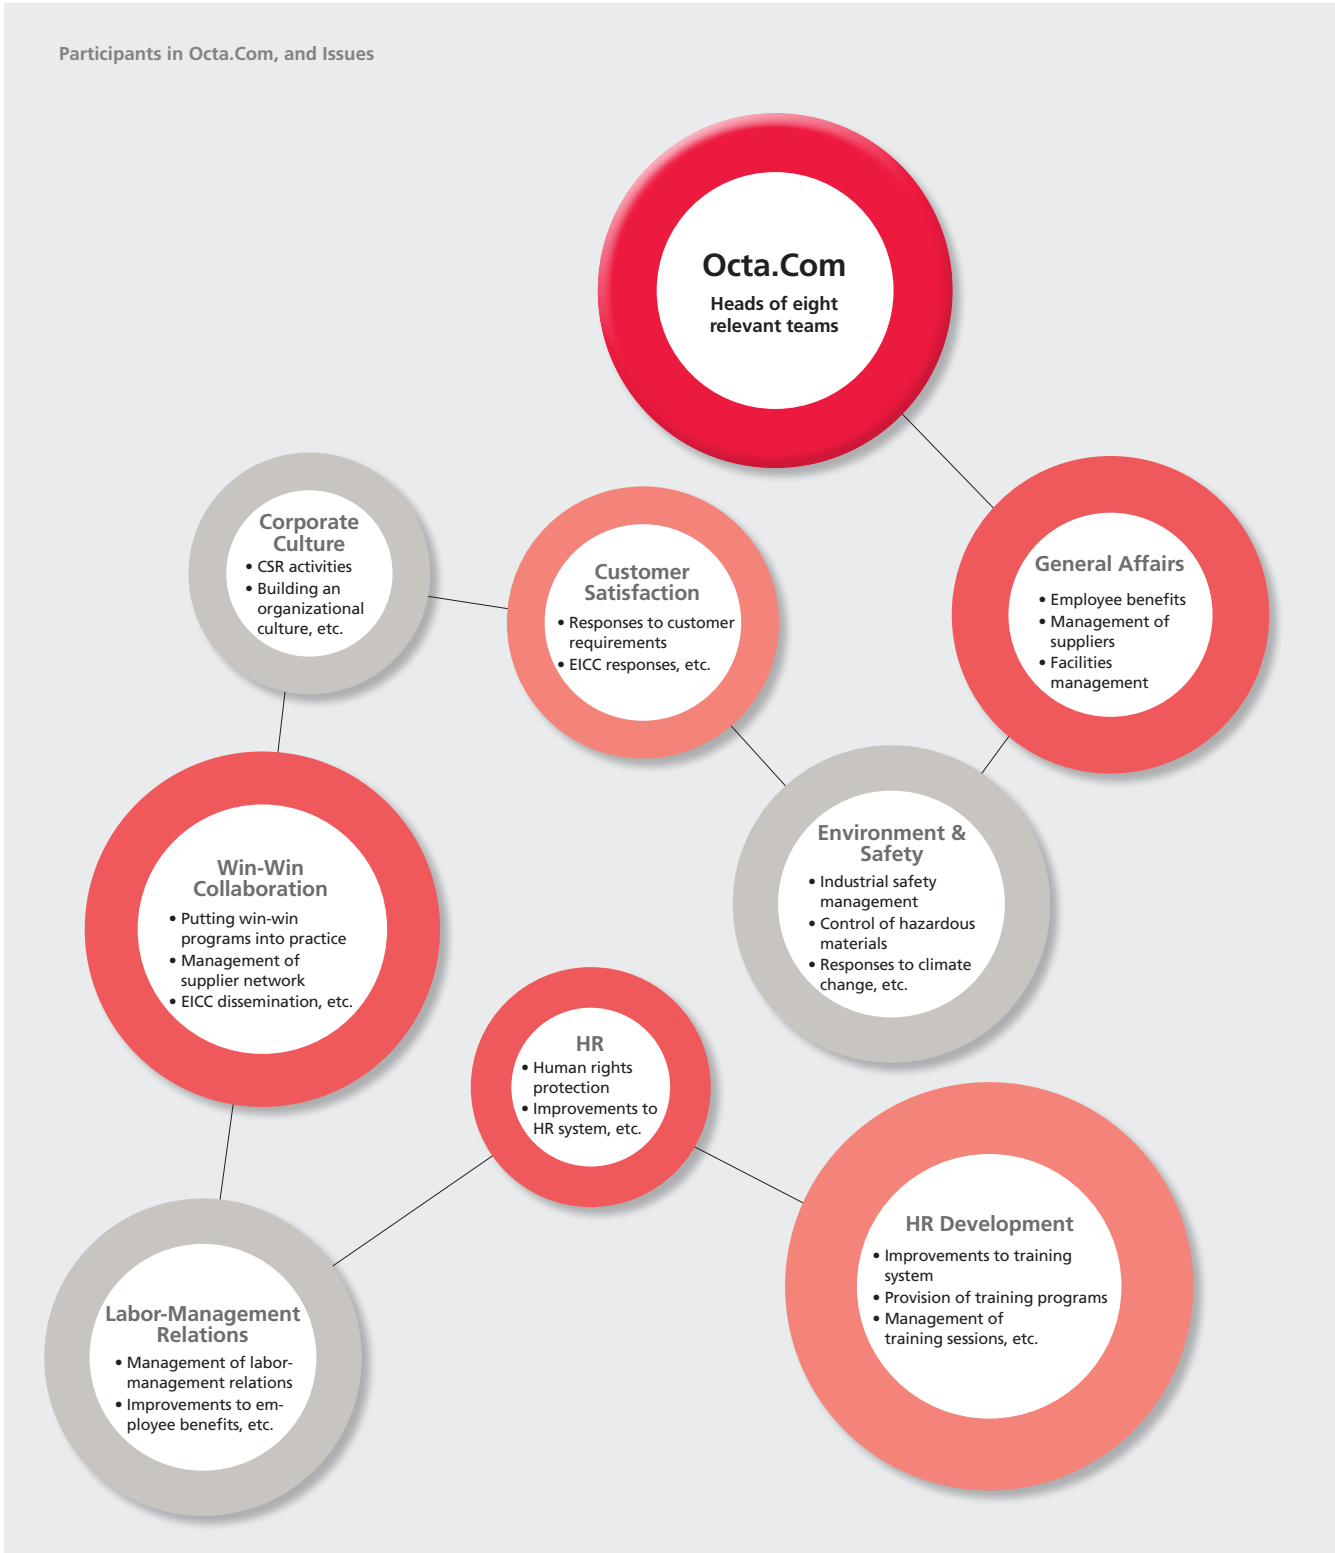 Participants in Octa.Com, and Issues
Octa.Com
Heads of eight
relevant teams
Corporate
Culture
• CSR activities
• Building an
organizational
culture, etc.
Customer
Satisfaction
• Responses to customer
requirements
• EICC responses, etc.
General Affairs
• Employee benefits
• Management of
suppliers
• Facilities
management
Environment &
Safety
• Industrial safety
management
• Control of hazardous
materials
• Responses to climate
change, etc.
Win-Win
Collaboration
• Putting win-win
programs into practice
• Management of
supplier network
• EICC dissemination, etc.
HR
• Human rights
protection
• Improvements to
HR system, etc.
HR Development
• Improvements to training
system
• Provision of training programs
• Management of
training sessions, etc.
Labor-Management
Relations
• Management of labor-
management relations
• Improvements to em-
ployee benefits, etc.